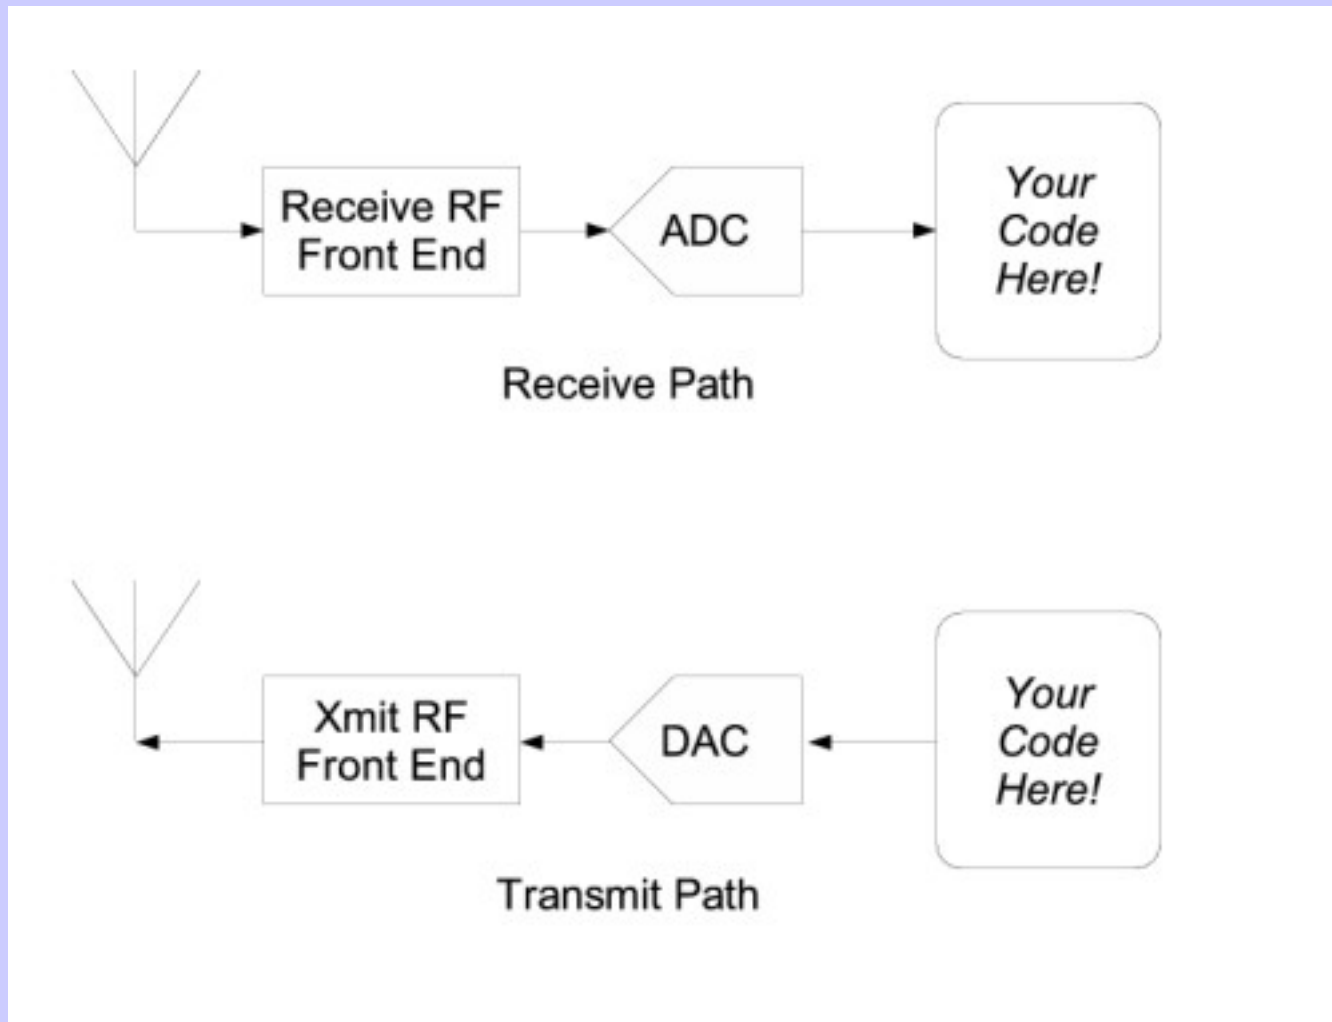 Receive RF
Front End
ADC
Your
Code
Here!
Receive Path
Xmit RF
Front End
DAC
Your
Code
Here!
Transmit Path